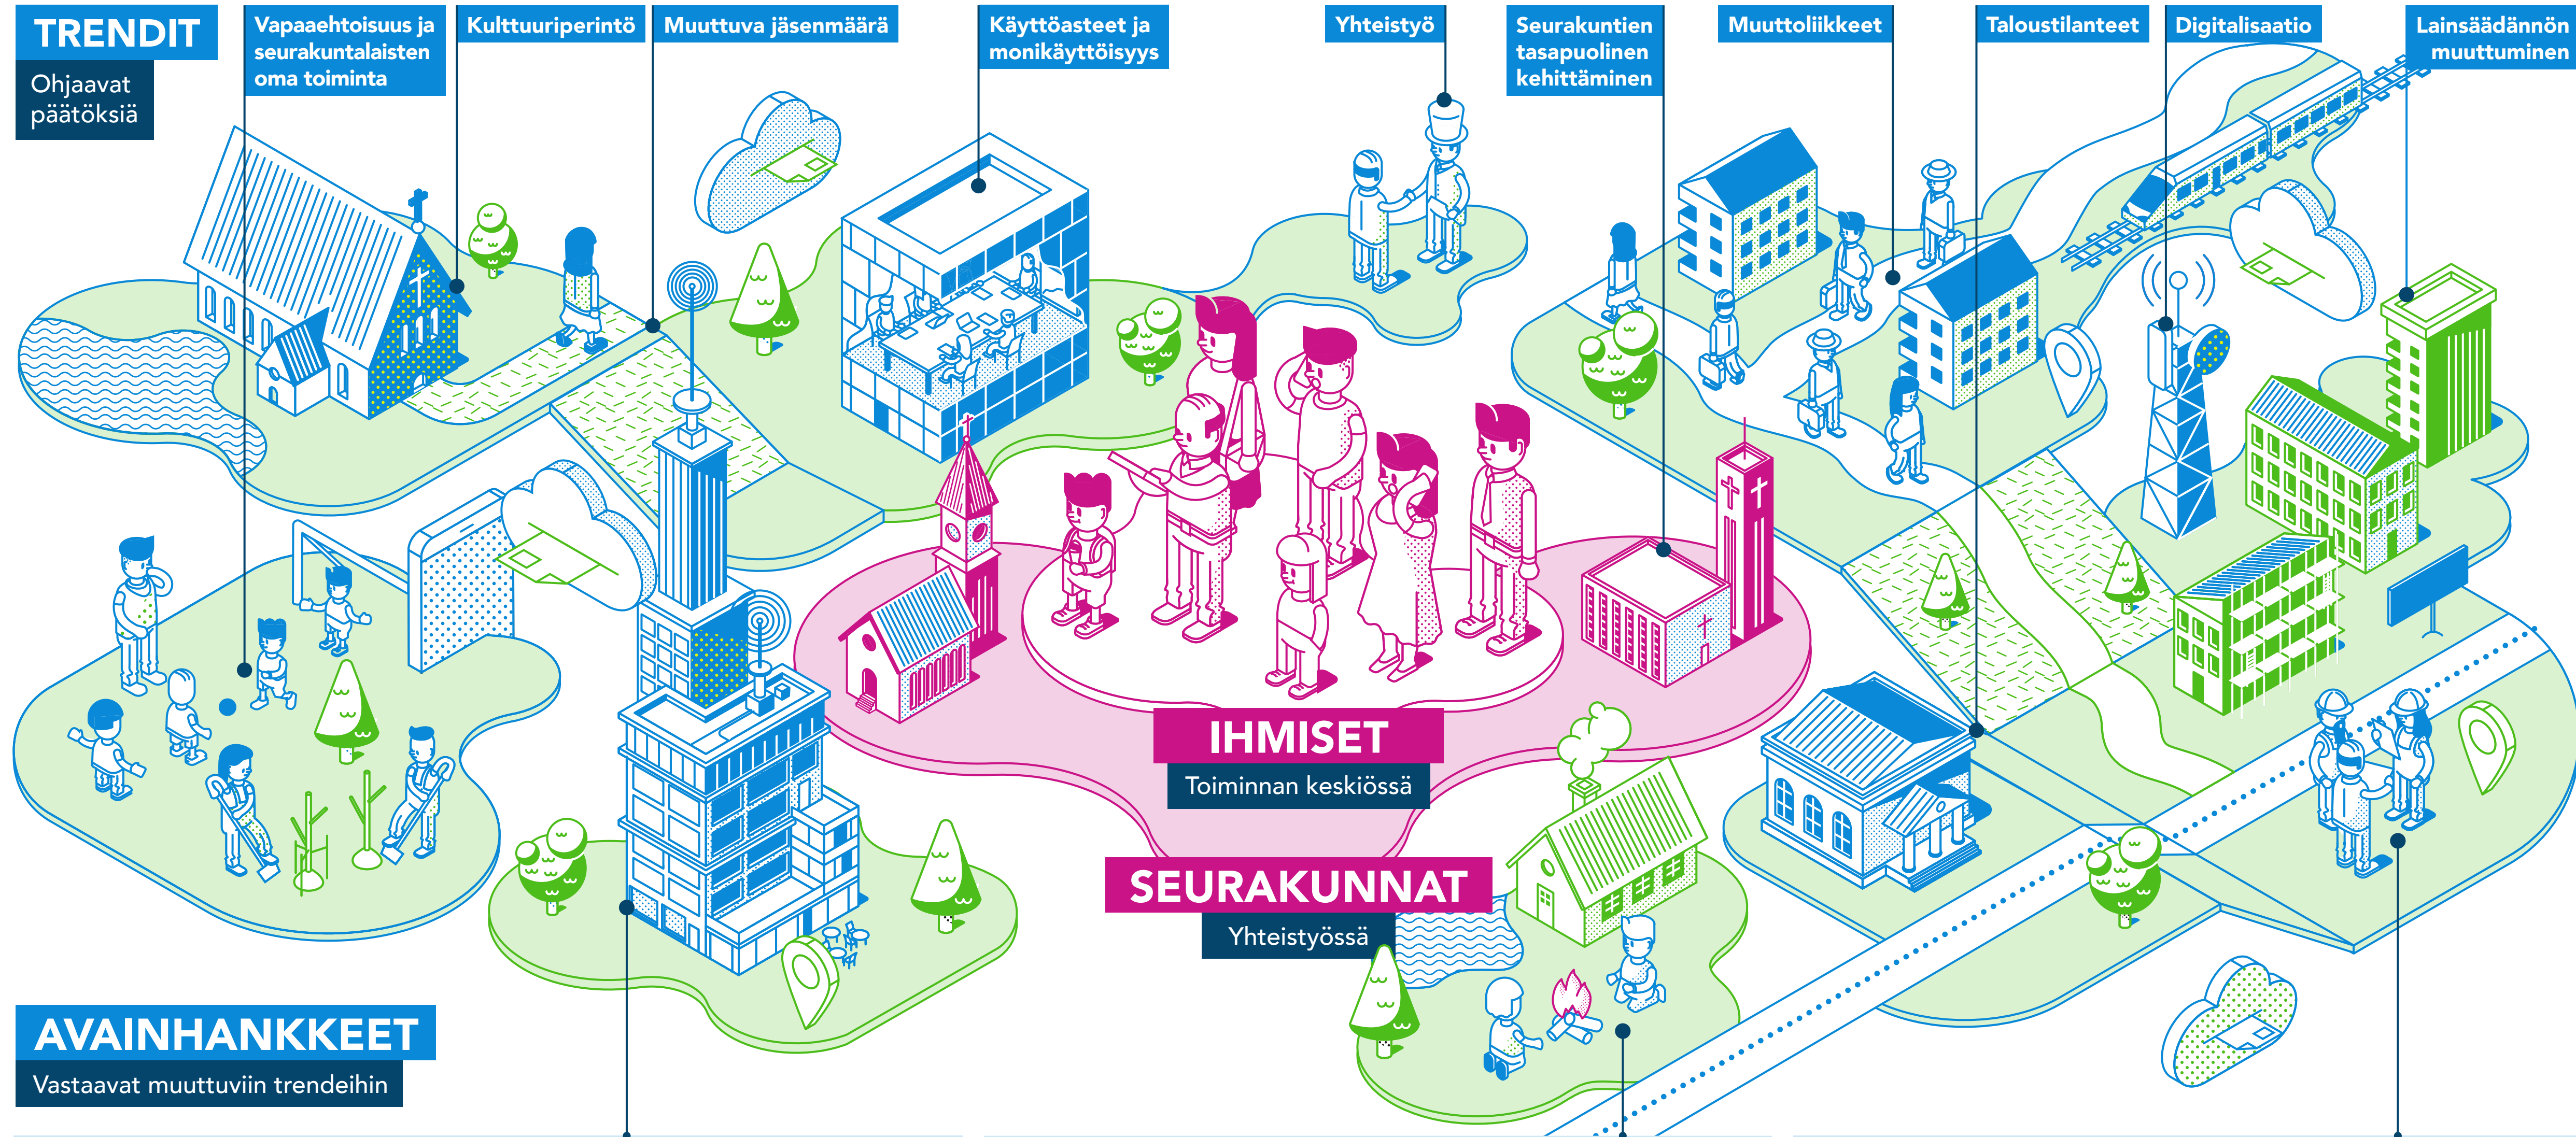 TRENDIT
Ohjaavat
päätöksiä
Vapaaehtoisuus ja
seurakuntalaisten
oma toiminta
Kulttuuriperintö
Muuttuva jäsenmäärä
Käyttöasteet ja
monikäyttöisyys
Yhteistyö
Seurakuntien
tasapuolinen
kehittäminen
Muuttoliikkeet
Taloustilanteet
Digitalisaatio
Lainsäädännön
muuttuminen
IHMISET
Toiminnan keskiössä
SEURAKUNNAT
Yhteistyössä
AVAINHANKKEET
Vastaavat muuttuviin trendeihin